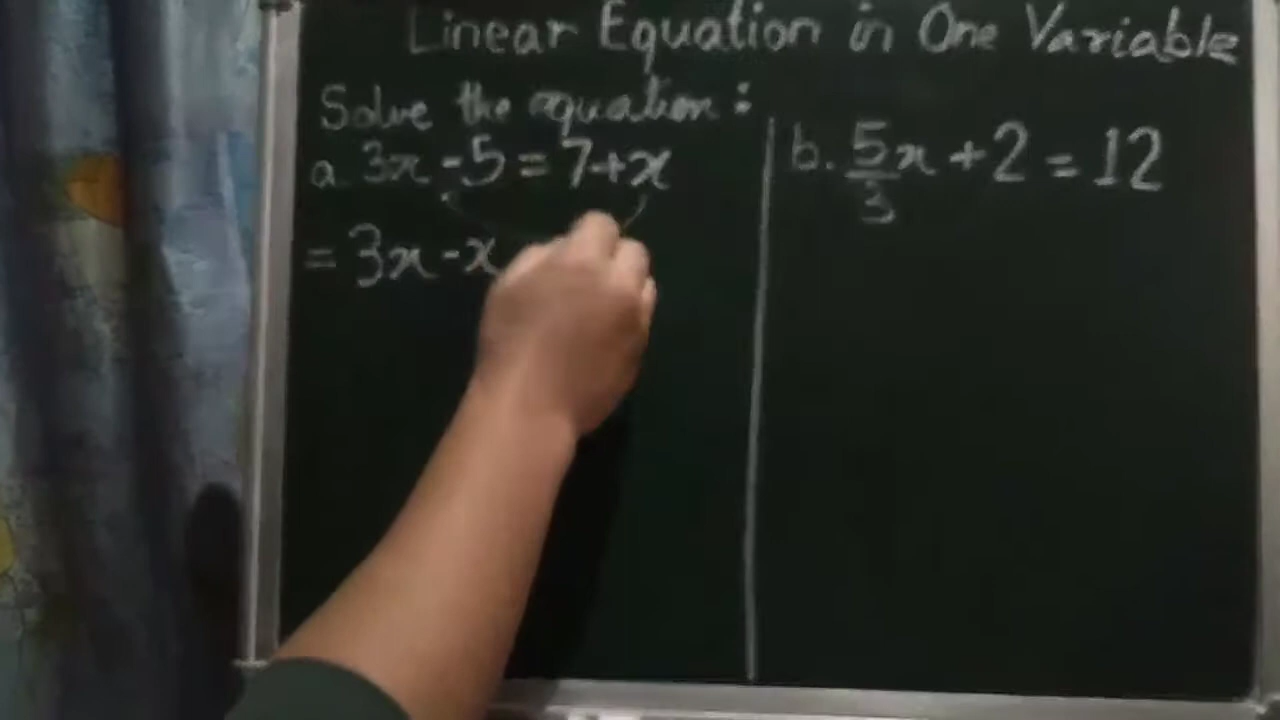 Linear Equation in One Variable
Solve the equation:
a. 3x - 5 = 7 + x
= 3x - x
b. 5/3 x + 2 = 12